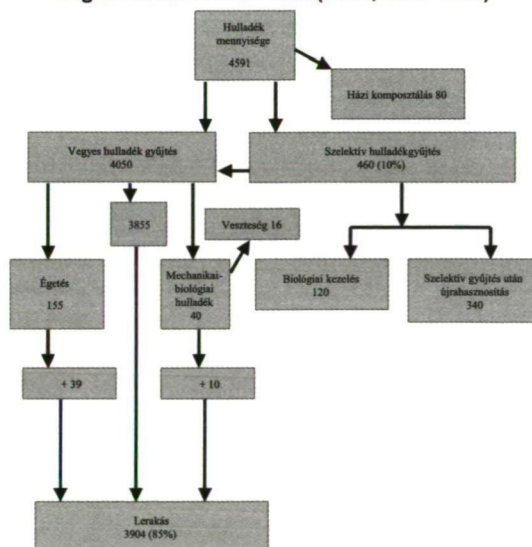 Hulladék
mennyisége
4591
Házi komposztálás 80
Vegyes hulladék gyűjtés
4050
Szelektív hulladékgyűjtés
460 (10%)
3855
Veszteség 16
Égetés
155
Mechanikai-
biológiai
hulladék
40
Biológiai kezelés
120
Szelektív gyűjtés után
újrahasznosítás
340
+ 39
+ 10
Lerakás
3904 (85%)